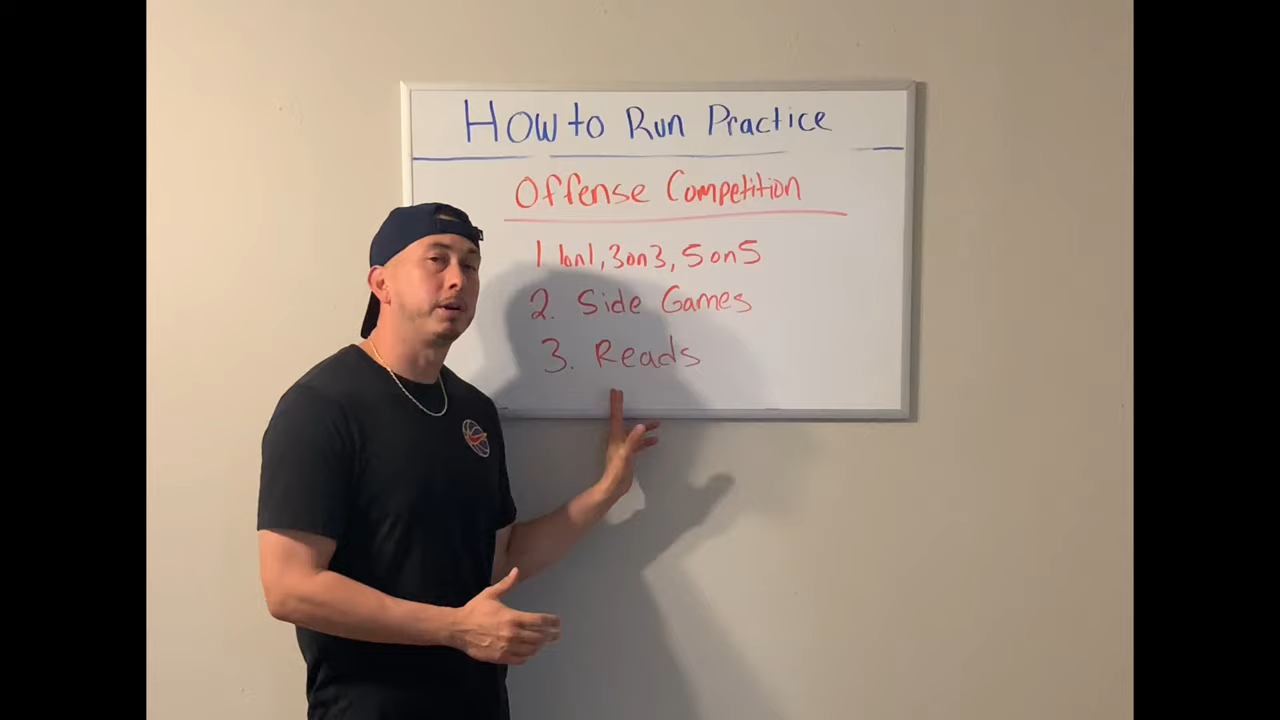 How to Run Practice
Offense Competition
1 1on1, 3on3, 5on5
2. Side Games
3. Reads